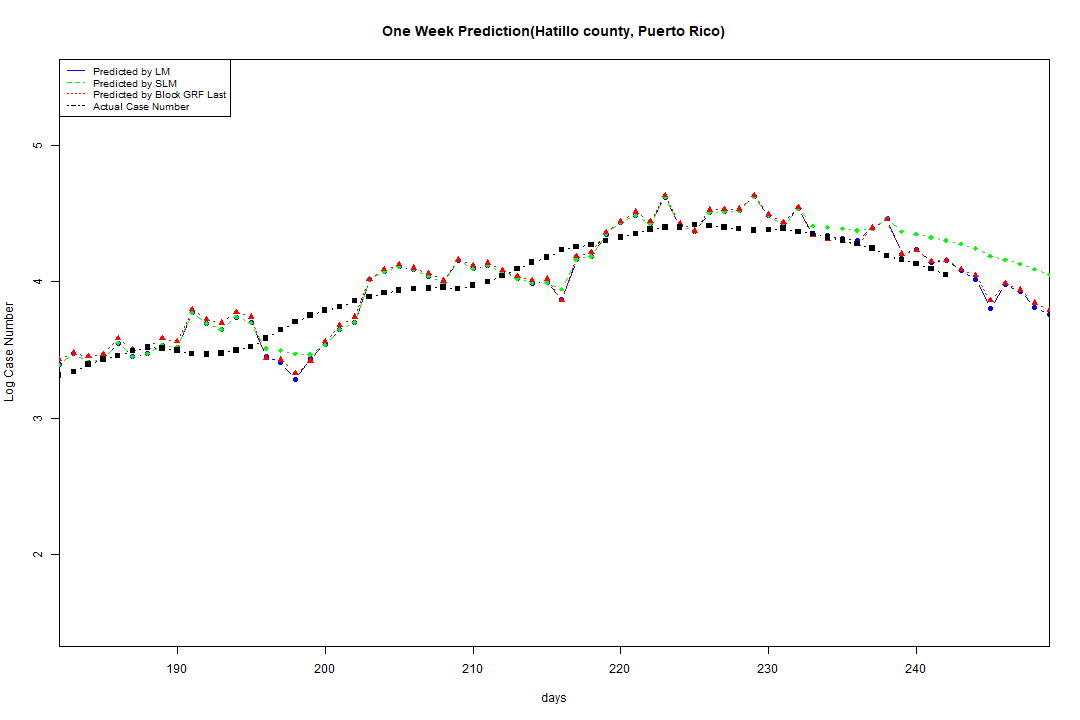 One Week Prediction(Hatillo county, Puerto Rico)
Predicted by LM
Predicted by SLM
Predicted by Block GRF Last
Actual Case Number
5
4
3
2
Log Case Number
190 200 210 220 230 240
days